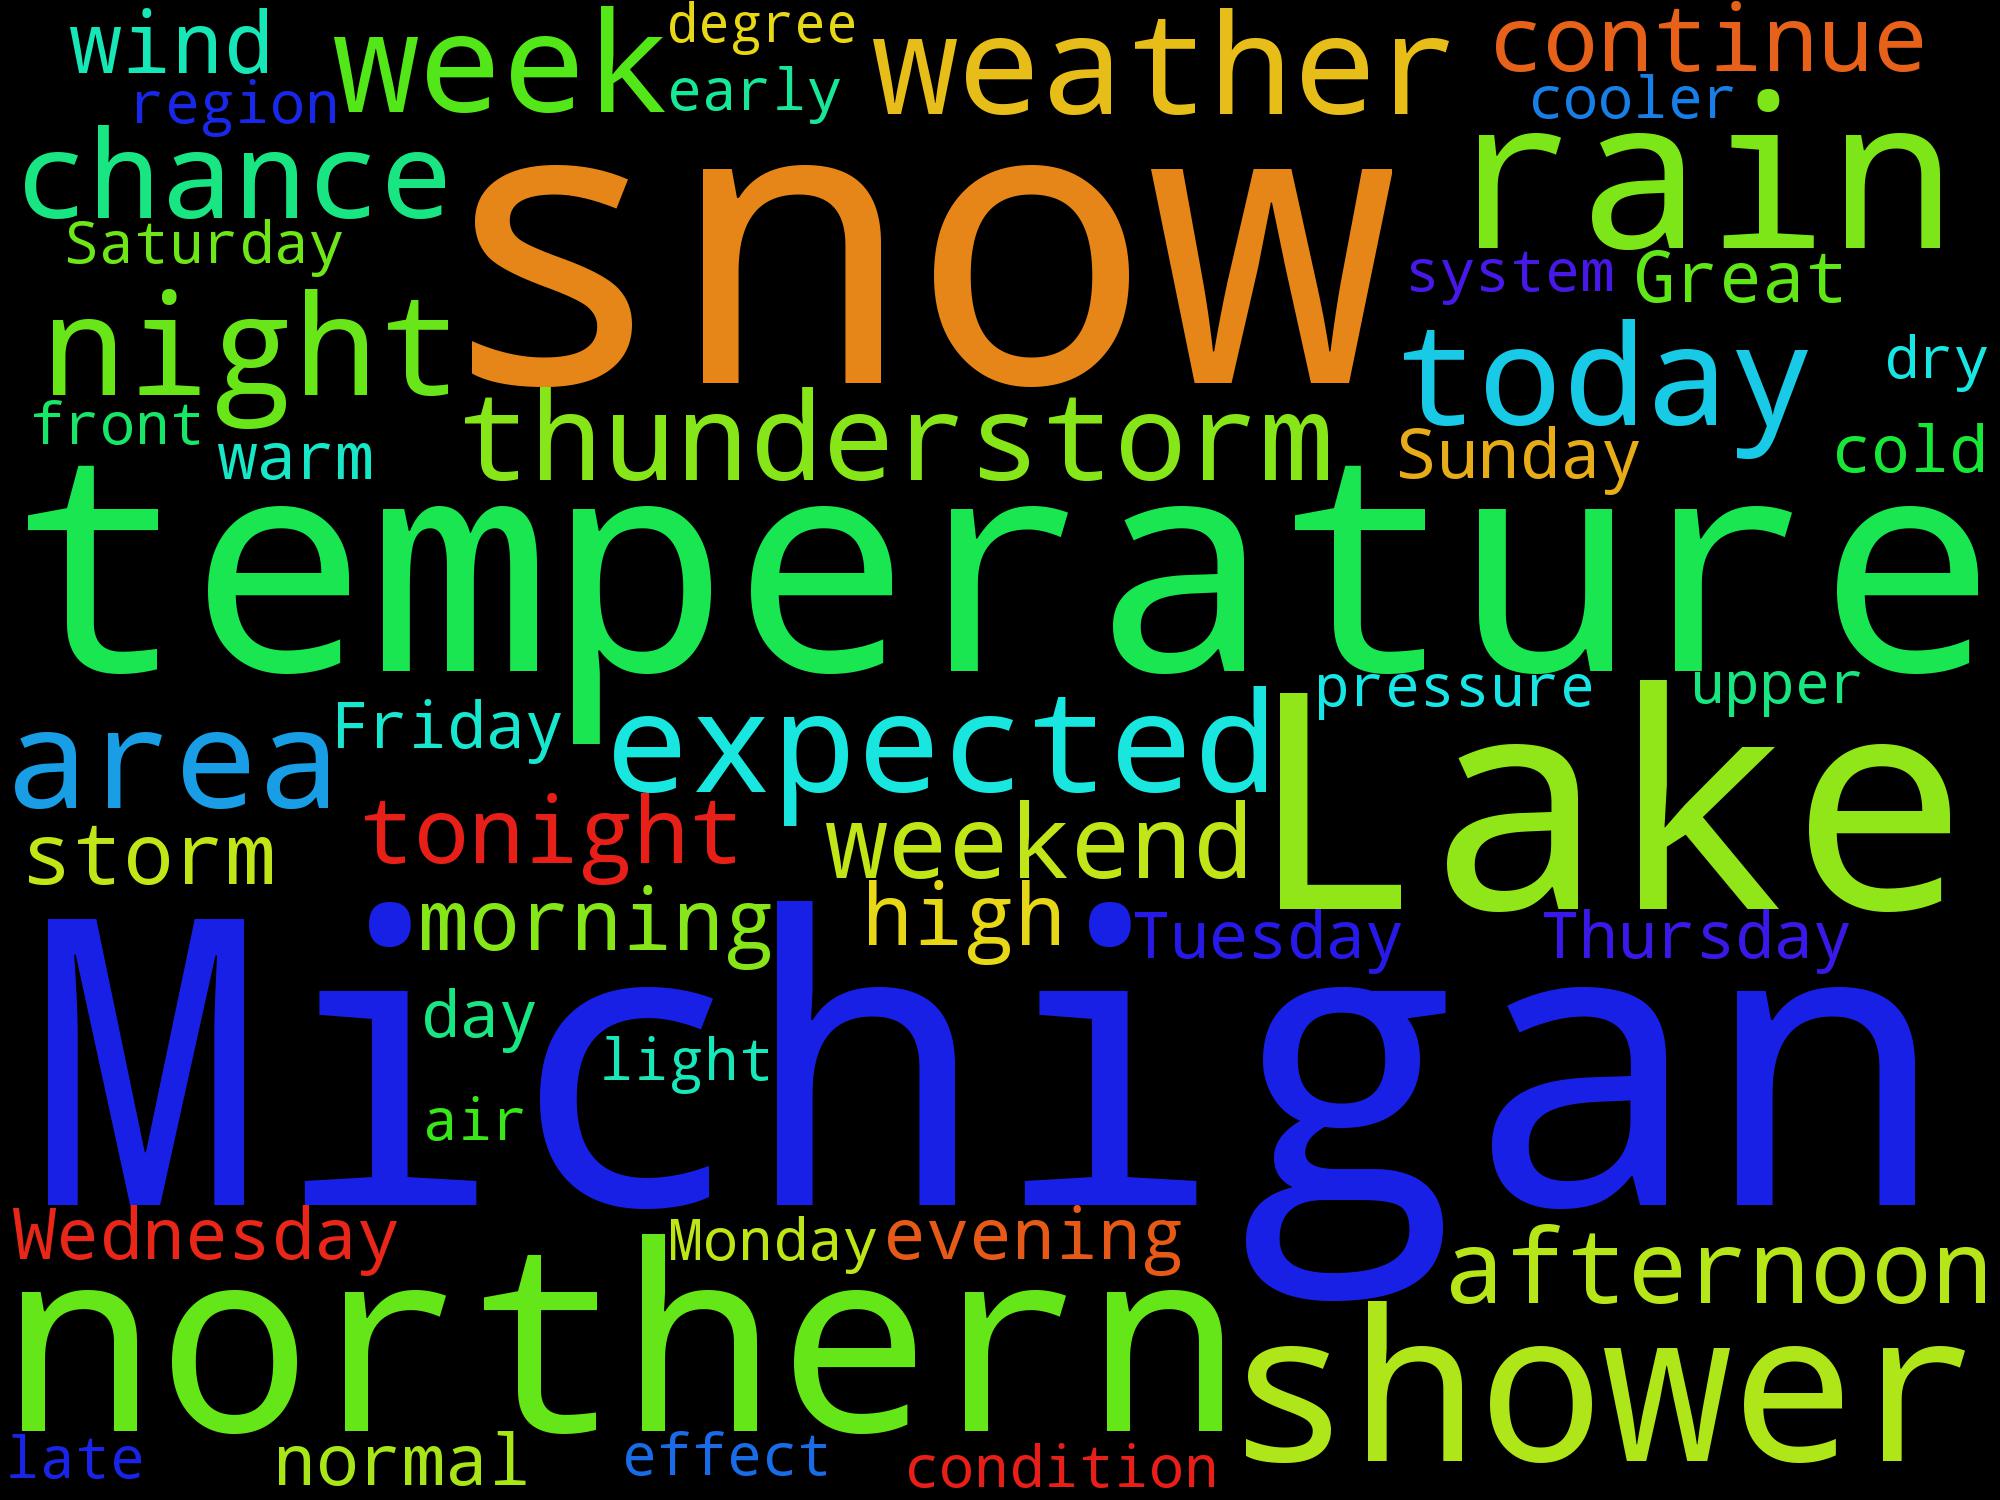 wind week degree weather continue
region early cooler
chance snow rain
Saturday system Great
night today dry
front warm thunderstorm Sunday cold
temperature
area Friday expected pressure upper
storm tonight weekend Lake
morning high Tuesday Thursday
Michigan
day
light
air
Wednesday Monday evening afternoon
northern shower
late normal effect condition